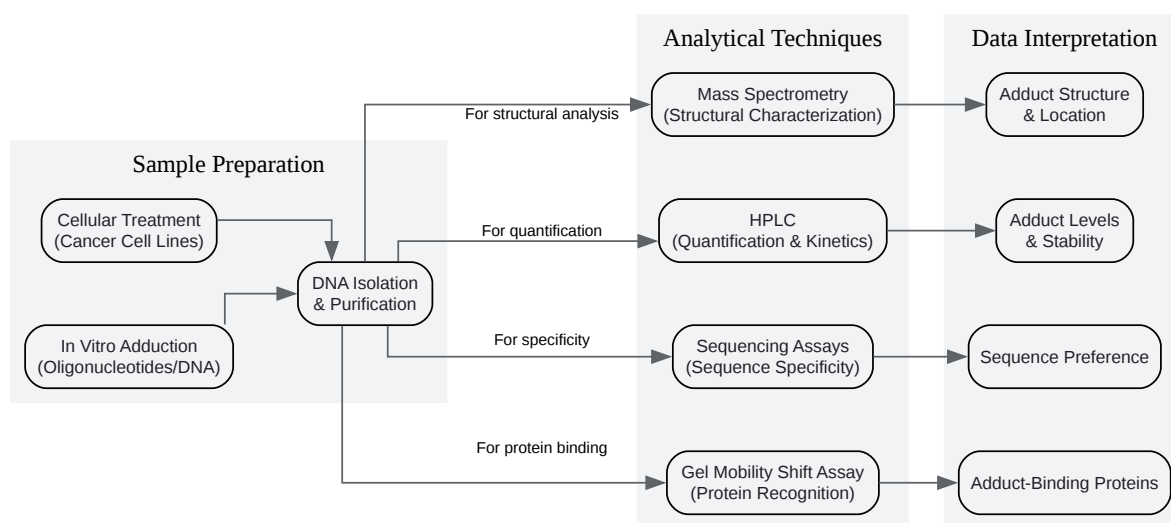 Sample Preparation
Cellular Treatment
(Cancer Cell Lines)
In Vitro Adduction
(Oligonucleotides/DNA)
DNA Isolation
& Purification
For structural analysis
For quantification
For specificity
For protein binding
Analytical Techniques
Mass Spectrometry
(Structural Characterization)
HPLC
(Quantification & Kinetics)
Sequencing Assays
(Sequence Specificity)
Gel Mobility Shift Assay
(Protein Recognition)
Data Interpretation
Adduct Structure
& Location
Adduct Levels
& Stability
Sequence Preference
Adduct-Binding Proteins